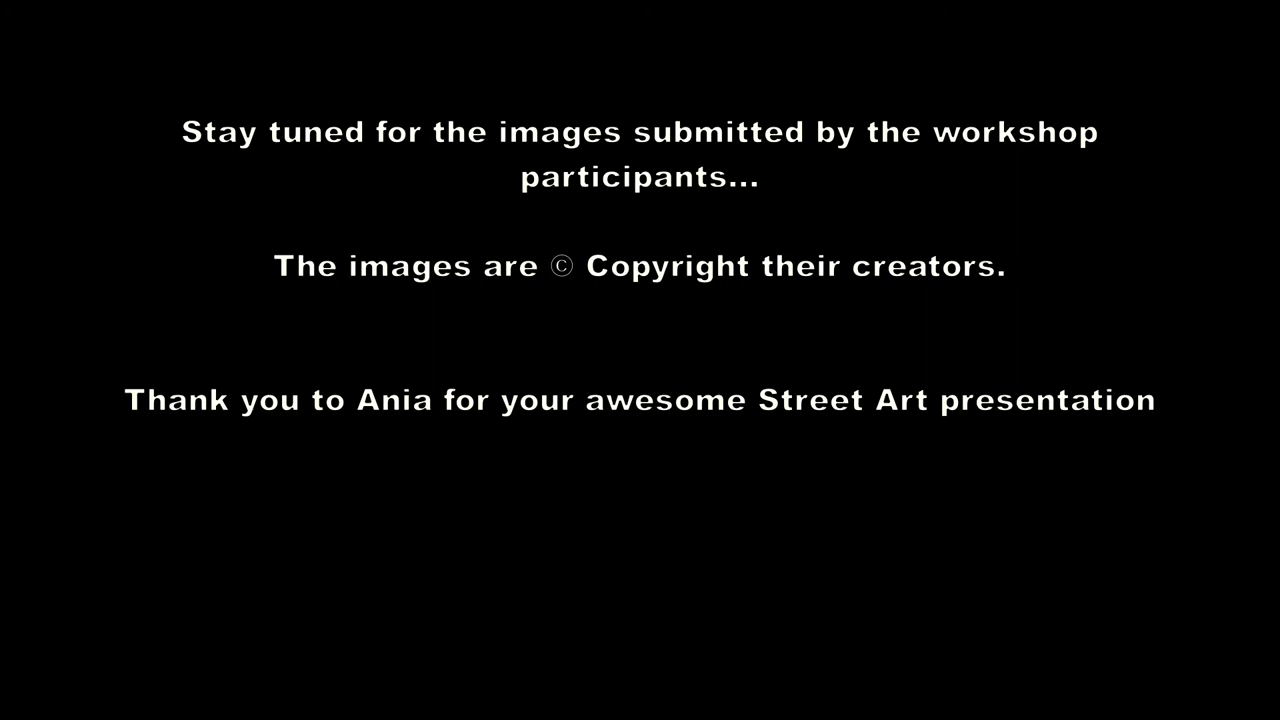 Stay tuned for the images submitted by the workshop
participants...
The images are © Copyright their creators.
Thank you to Ania for your awesome Street Art presentation